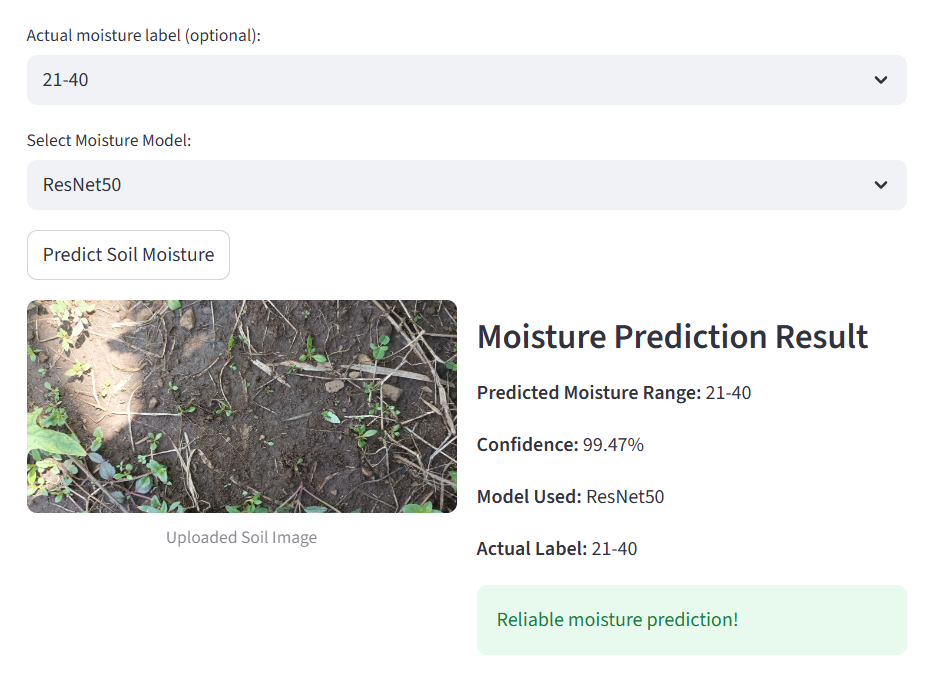 Actual moisture label (optional):
21-40
Select Moisture Model:
ResNet50
Predict Soil Moisture
Uploaded Soil Image
Moisture Prediction Result
Predicted Moisture Range: 21-40
Confidence: 99.47%
Model Used: ResNet50
Actual Label: 21-40
Reliable moisture prediction!